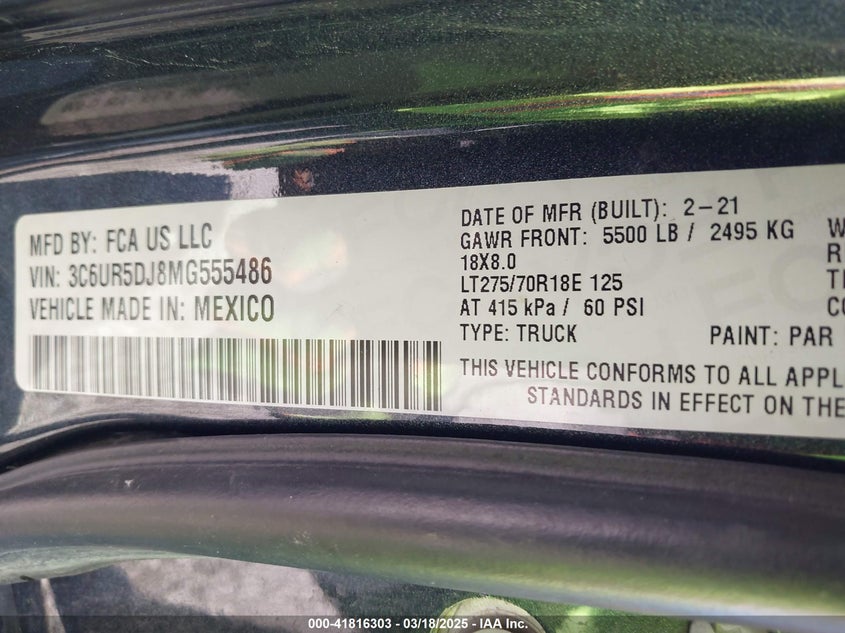 MFD BY: FCA US LLC
VIN: 3C6UR5DJ8MG555486
VEHICLE MADE IN: MEXICO
DATE OF MFR (BUILT): 2-21
GAWR FRONT: 5500 LB / 2495 KG
18X8.0
LT275/70R18E 125
AT 415 kPa / 60 PSI
TYPE: TRUCK PAINT: PAR
THIS VEHICLE CONFORMS TO ALL APPL
STANDARDS IN EFFECT ON THE
000-41816303 - 03/18/2025 - IAA Inc.